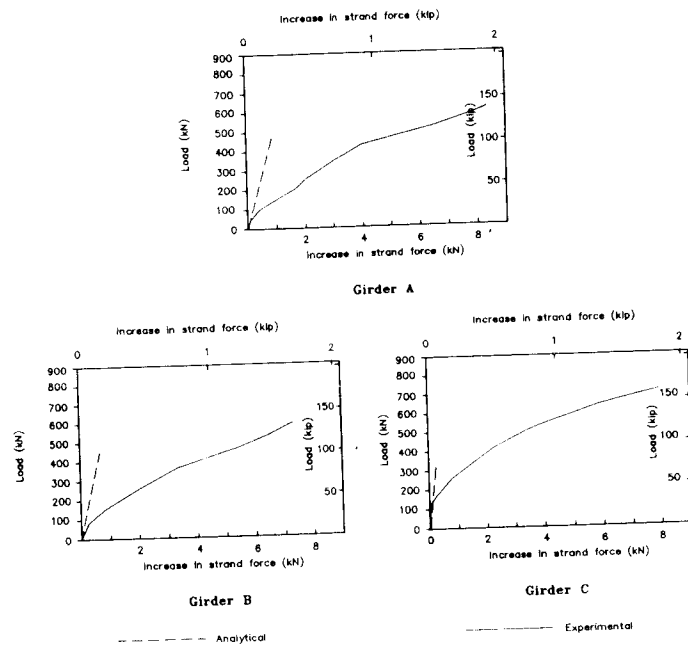 Increase in strand force (kip)
0 1 2
900
800
700
600
500
400
300
200
100
0
Load (kN)
150
100
50
Load (kip)
2 4 6 8
Increase in strand force (kN)
Girder A
Increase in strand force (kip)
0 1 2
900
800
700
600
500
400
300
200
100
0
Load (kN)
150
100
50
Load (kip)
2 4 6 8
Increase in strand force (kN)
Girder B
Increase in strand force (kip)
0 1 2
900
800
700
600
500
400
300
200
100
0
Load (kN)
150
100
50
Load (kip)
0 2 4 6 8
Increase in strand force (kN)
Girder C
Analytical
Experimental